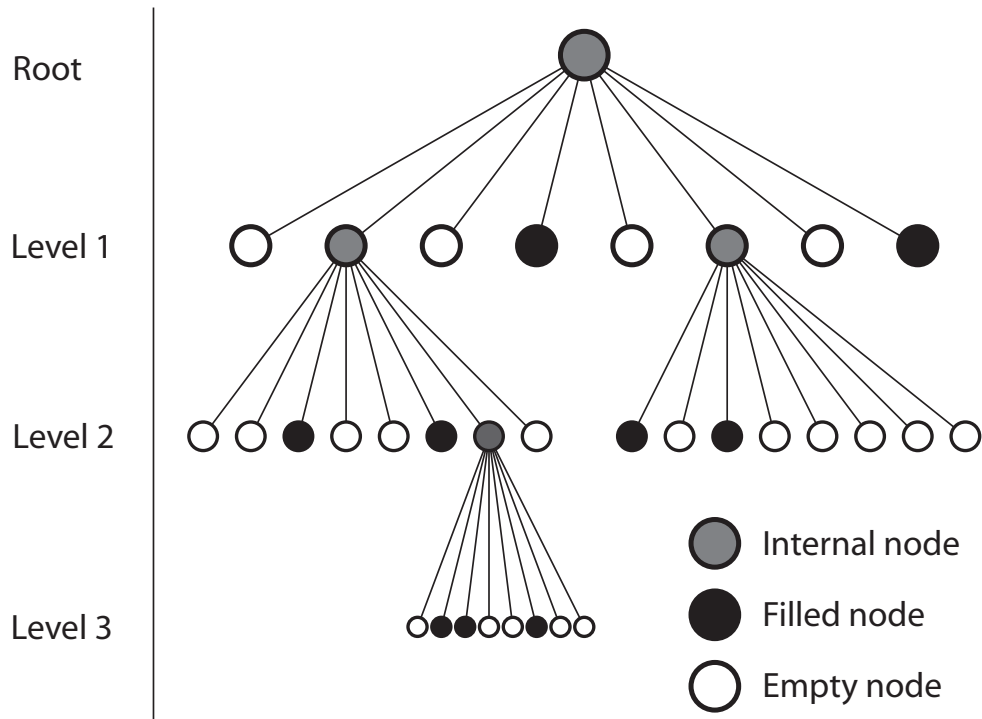 Root
Level 1
Level 2
Level 3
Internal node
Filled node
Empty node